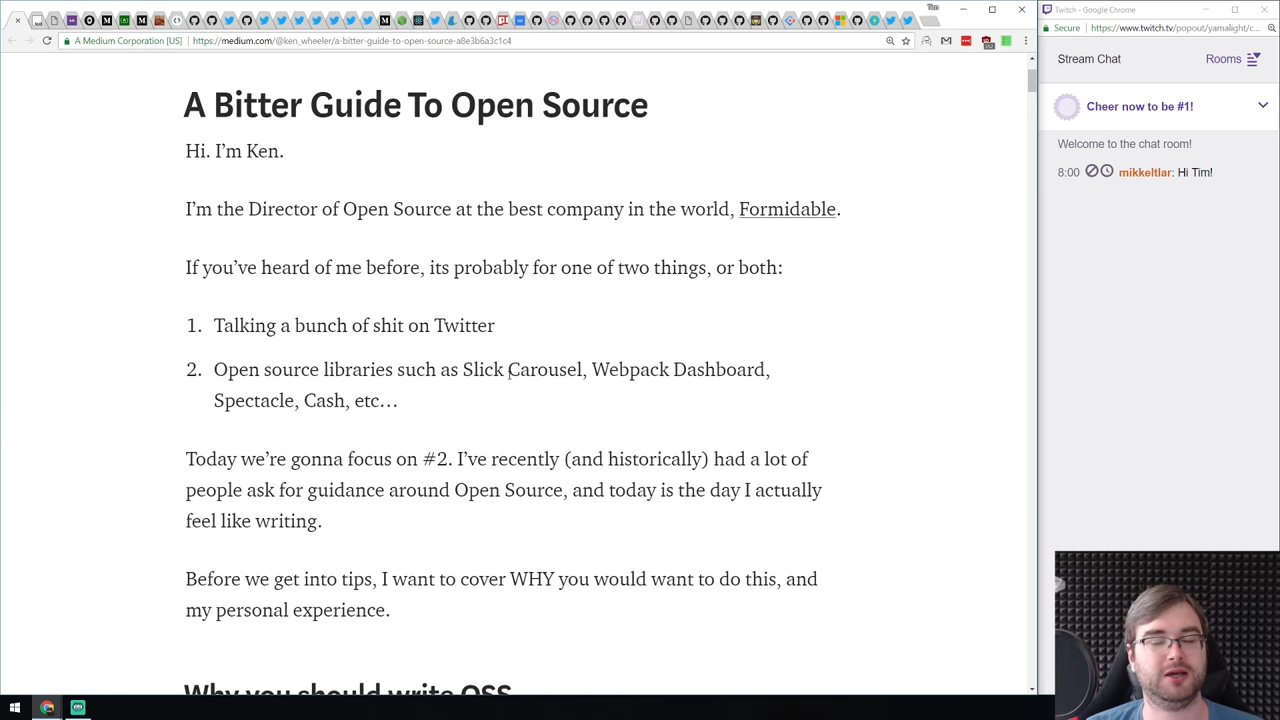 Tim
Twitch - Google Chrome
A Medium Corporation [US]
https://medium.com/@ken_wheeler/a-bitter-guide-to-open-source-a8e3b6a3c1c4
Secure
https://www.twitch.tv/popout/yamalight/c...
Stream Chat
Rooms
Cheer now to be #1!
Welcome to the chat room!
8:00 mikkeltlar: Hi Tim!
A Bitter Guide To Open Source
Hi. I’m Ken.
I’m the Director of Open Source at the best company in the world, Formidable.
If you’ve heard of me before, its probably for one of two things, or both:
1. Talking a bunch of shit on Twitter
2. Open source libraries such as Slick Carousel, Webpack Dashboard,
Spectacle, Cash, etc…
Today we’re gonna focus on #2. I’ve recently (and historically) had a lot of
people ask for guidance around Open Source, and today is the day I actually
feel like writing.
Before we get into tips, I want to cover WHY you would want to do this, and
my personal experience.
Why you should write OSS